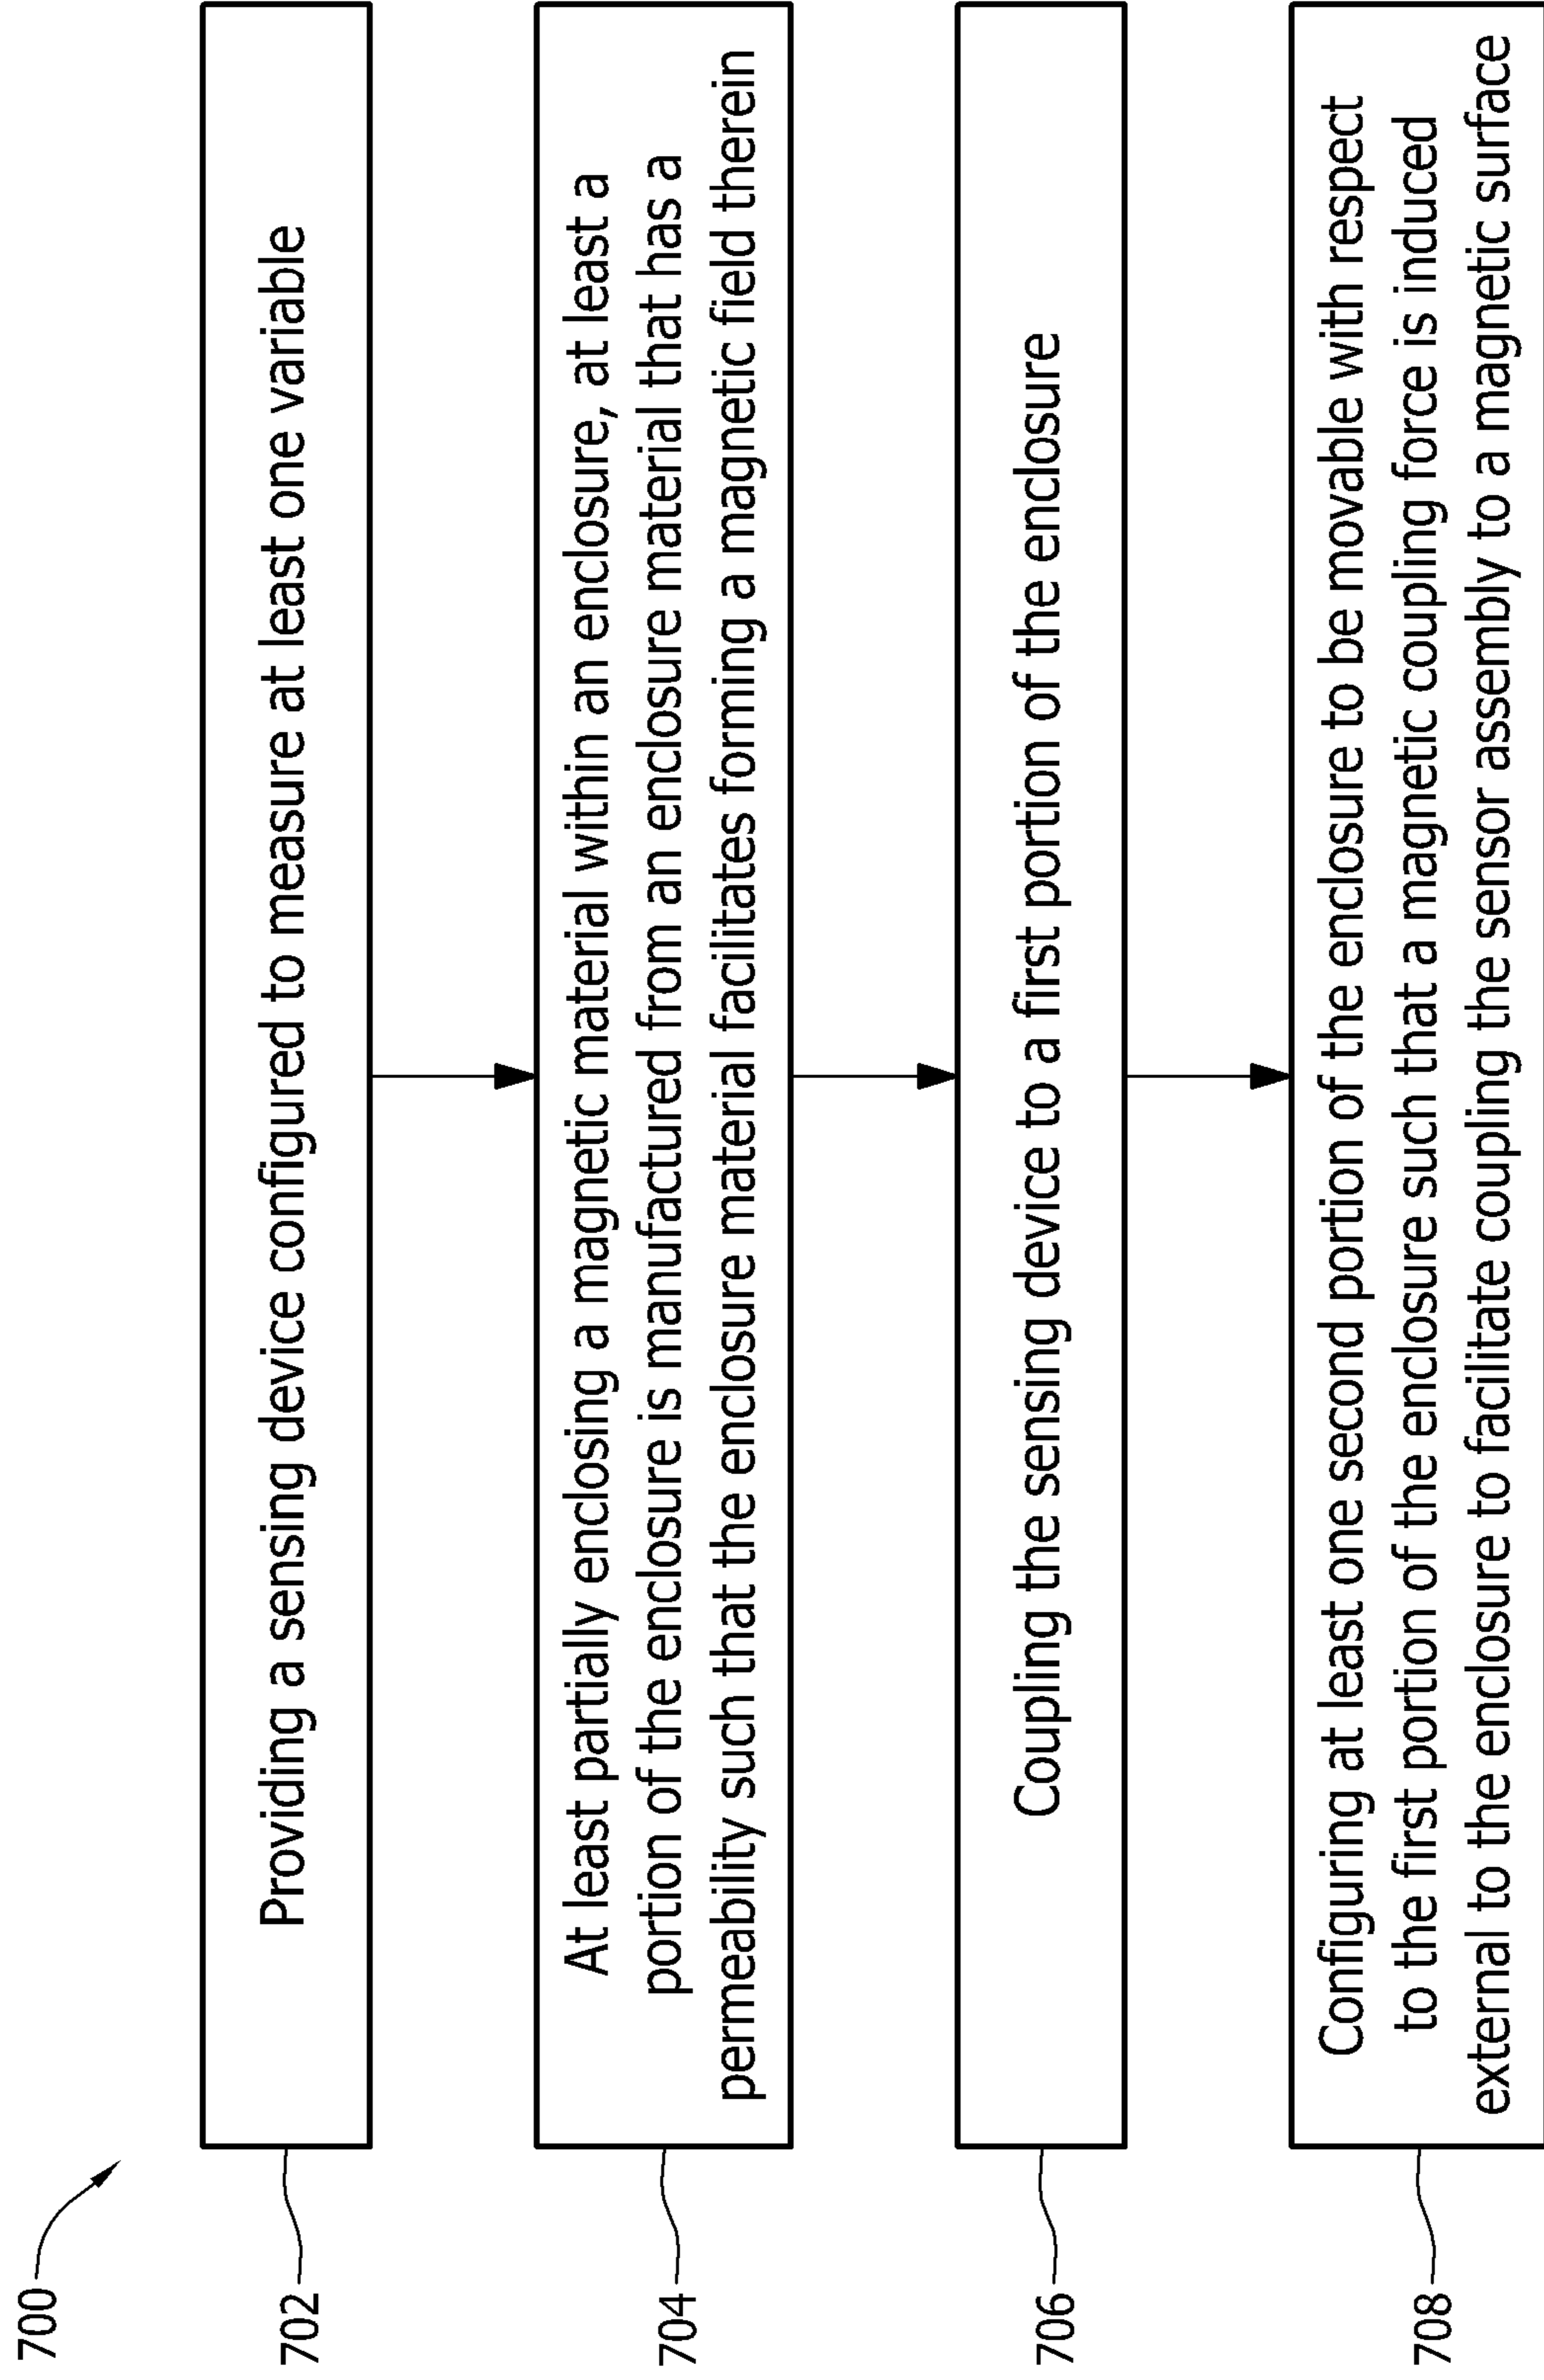 700
702
Providing a sensing device configured to measure at least one variable
704
At least partially enclosing a magnetic material within an enclosure, at least a
portion of the enclosure is manufactured from an enclosure material that has a
permeability such that the enclosure material facilitates forming a magnetic field therein
706
Coupling the sensing device to a first portion of the enclosure
708
Configuring at least one second portion of the enclosure to be movable with respect
to the first portion of the enclosure such that a magnetic coupling force is induced
external to the enclosure to facilitate coupling the sensor assembly to a magnetic surface